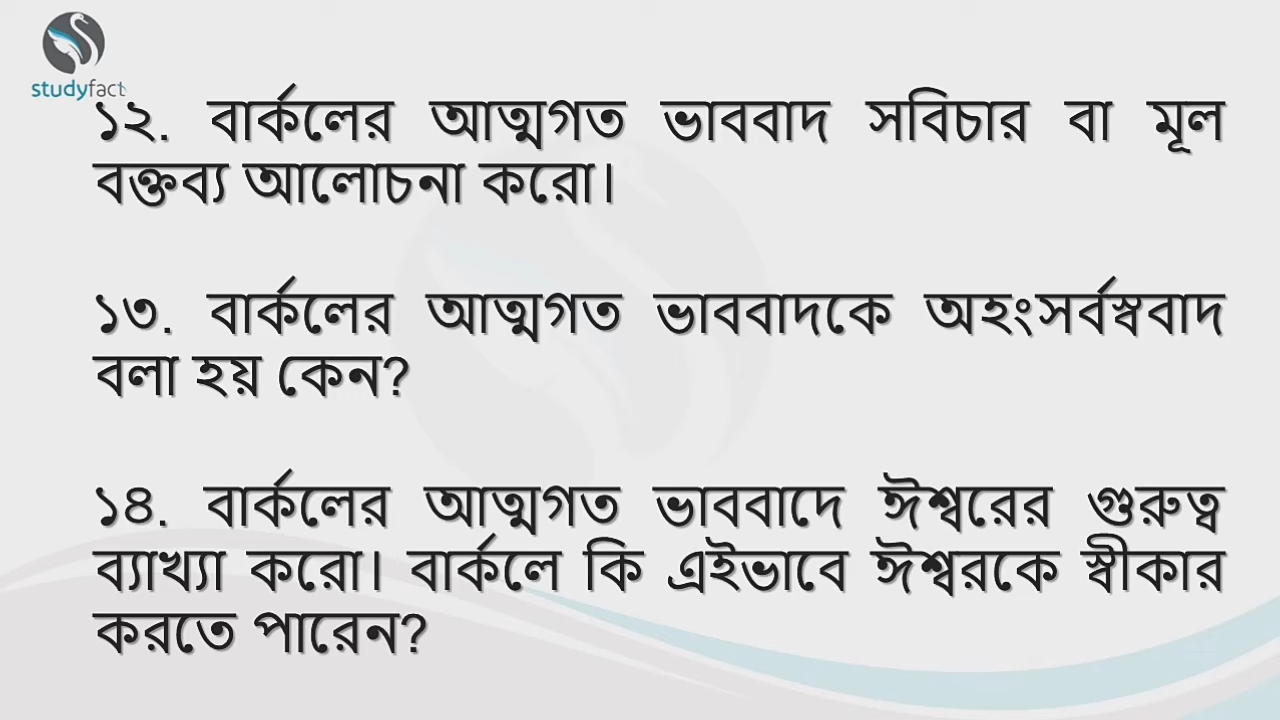 studyfact
১২. বার্কলের আত্মগত ভাববাদ সবিচার বা মূল
বক্তব্য আলোচনা করো।
১৩. বার্কলের আত্মগত ভাববাদকে অহংসর্বস্ববাদ
বলা হয় কেন?
১৪. বার্কলের আত্মগত ভাববাদে ঈশ্বরের গুরুত্ব
ব্যাখ্যা করো। বার্কলে কি এইভাবে ঈশ্বরকে স্বীকার
করতে পারেন?